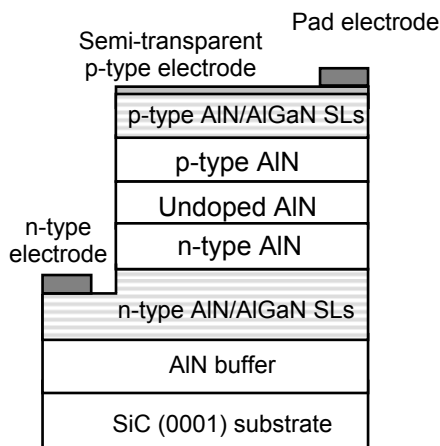 Pad electrode
Semi-transparent
p-type electrode
p-type AlN/AlGaN SLs
p-type AlN
Undoped AlN
n-type AlN
n-type
electrode
n-type AlN/AlGaN SLs
AlN buffer
SiC (0001) substrate